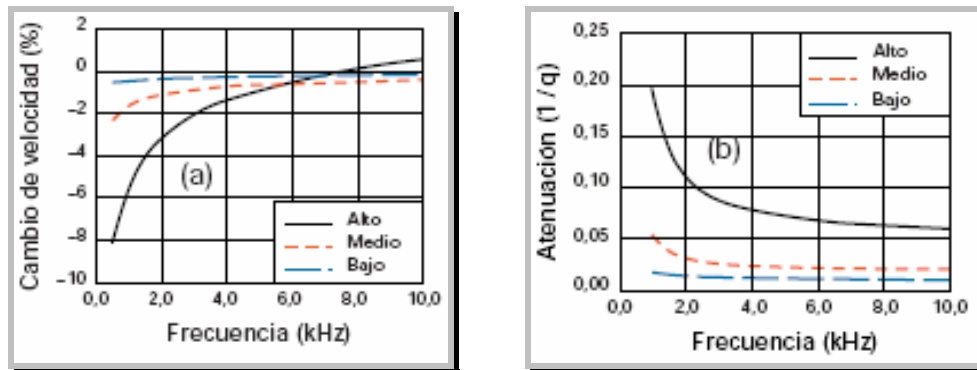 Cambio de velocidad (%)
2
0
−2
−4
−6
−8
−10
(a)
Alto
Medio
Bajo
0,0 2,0 4,0 6,0 8,0 10,0
Frecuencia (kHz)
Atenuación (1 / q)
0,25
0,20
0,15
0,10
0,05
0,00
Alto
Medio
Bajo
(b)
0,0 2,0 4,0 6,0 8,0 10,0
Frecuencia (kHz)